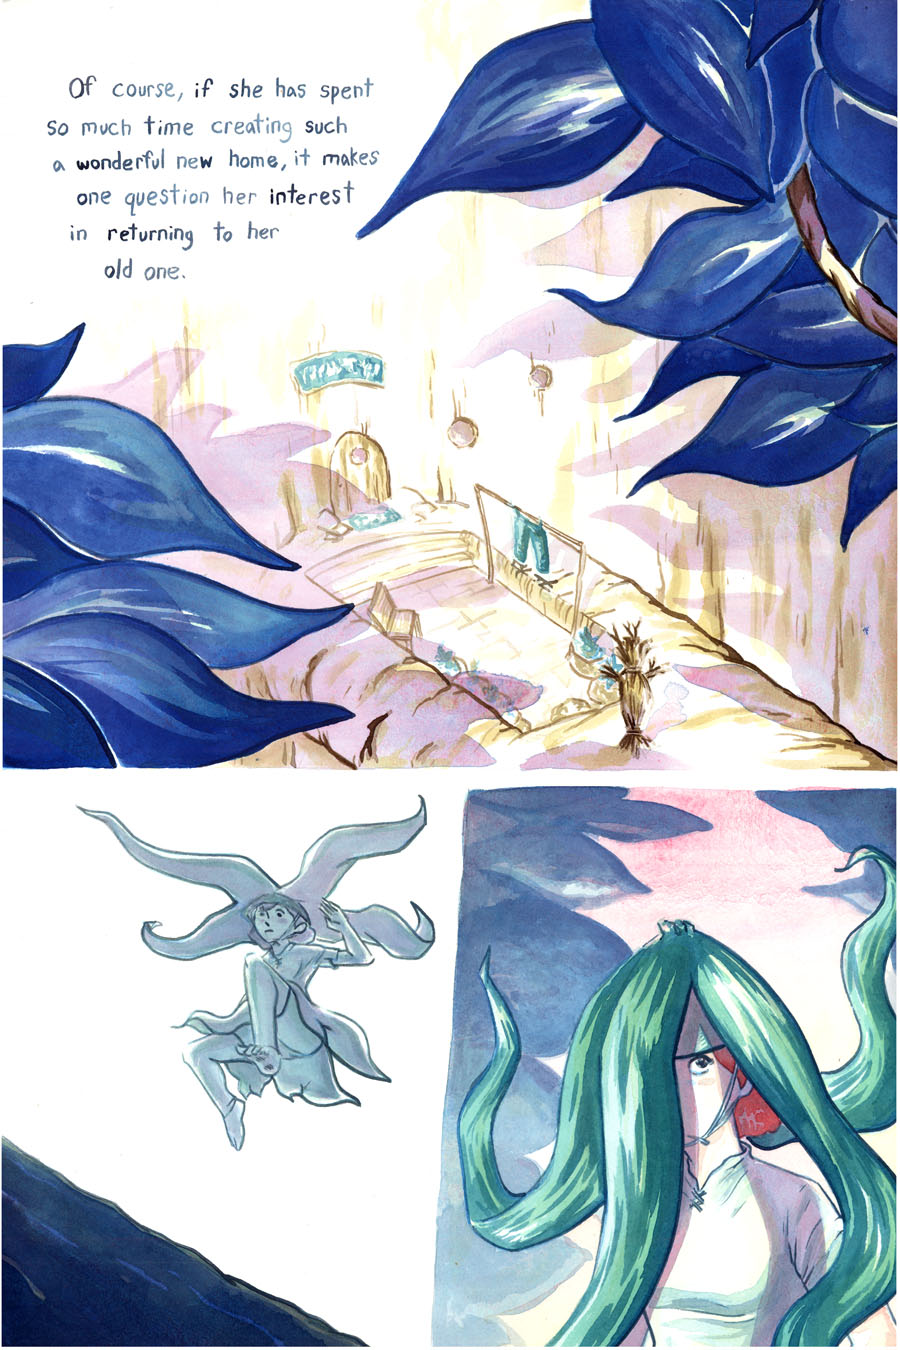 Of course, if she has spent
so much time creating such
a wonderful new home, it makes
one question her interest
in returning to her
old one.